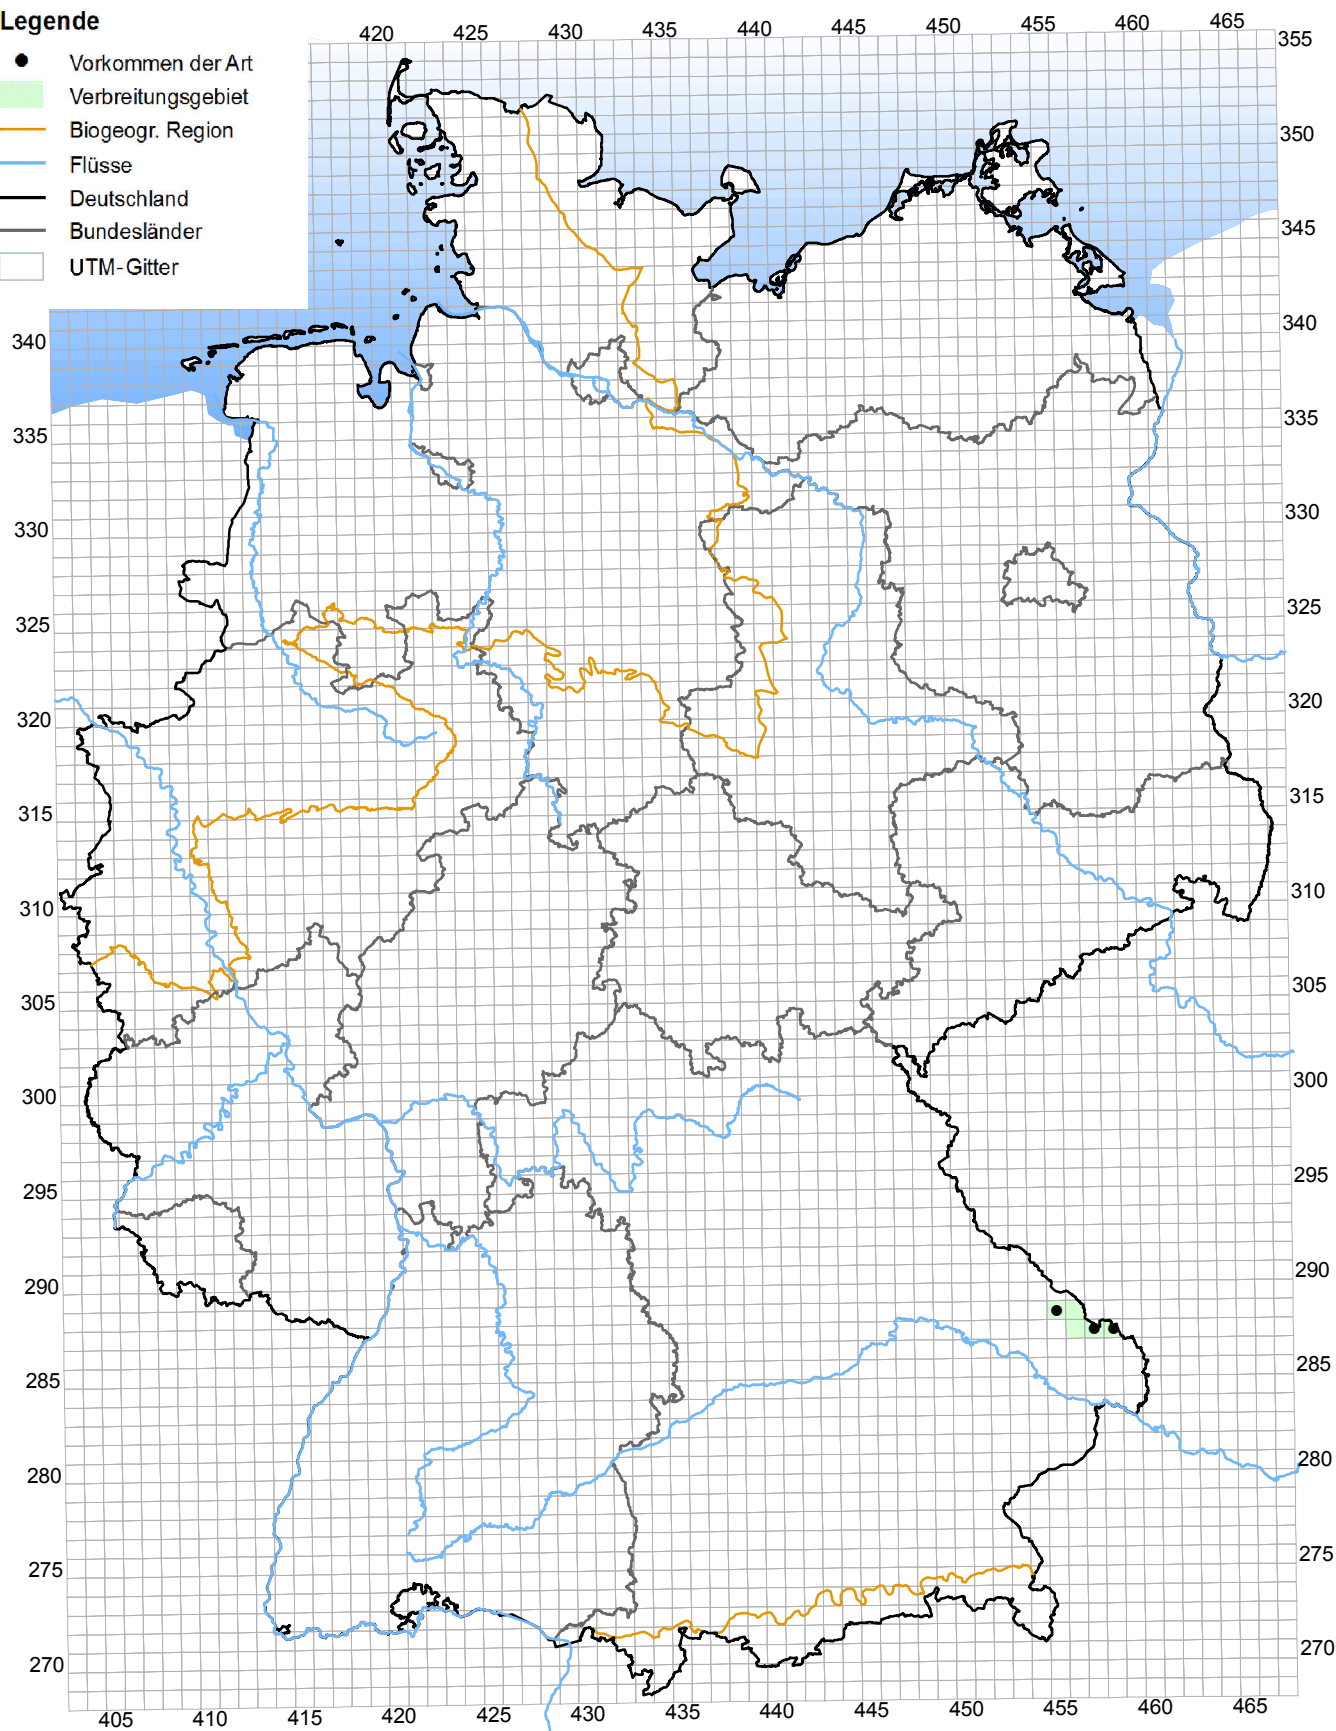 Legende
Vorkommen der Art
Verbreitungsgebiet
Biogeogr. Region
Flüsse
Deutschland
Bundesländer
UTM-Gitter
420 425 430 435 440 445 450 455 460 465
355
350
345
340 340
335 335
330 330
325 325
320 320
315 315
310 310
305 305
300 300
295 295
290 290
285 285
280 280
275 275
270 270
405 410 415 420 425 430 435 440 445 450 455 460 465